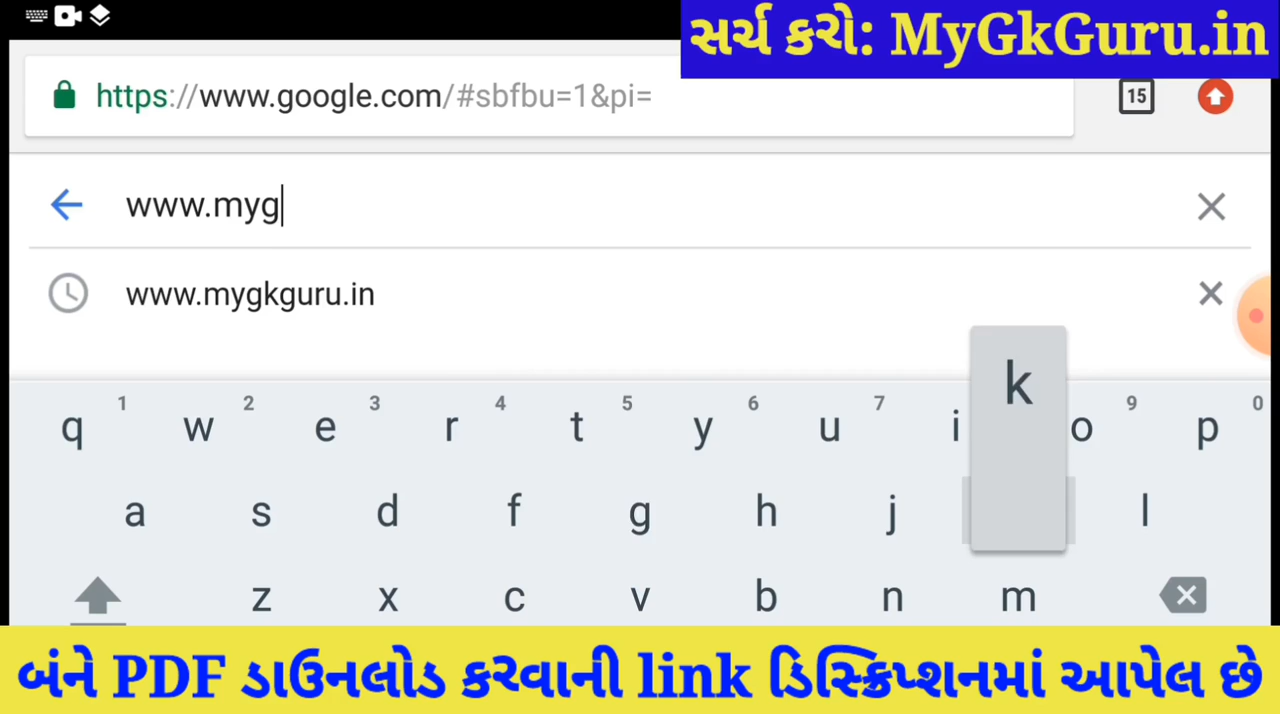 સર્ચ કરો: MyGkGuru.in
https://www.google.com/#sbfbu=1&pi=
15
www.myg
www.mygkguru.in
k
1 2 3 4 5 6 7 9 0
q w e r t y u i o p
a s d f g h j l
z x c v b n m
બંને PDF ડાઉનલોડ કરવાની link ડિસ્ક્રિપ્શનમાં આપેલ છે